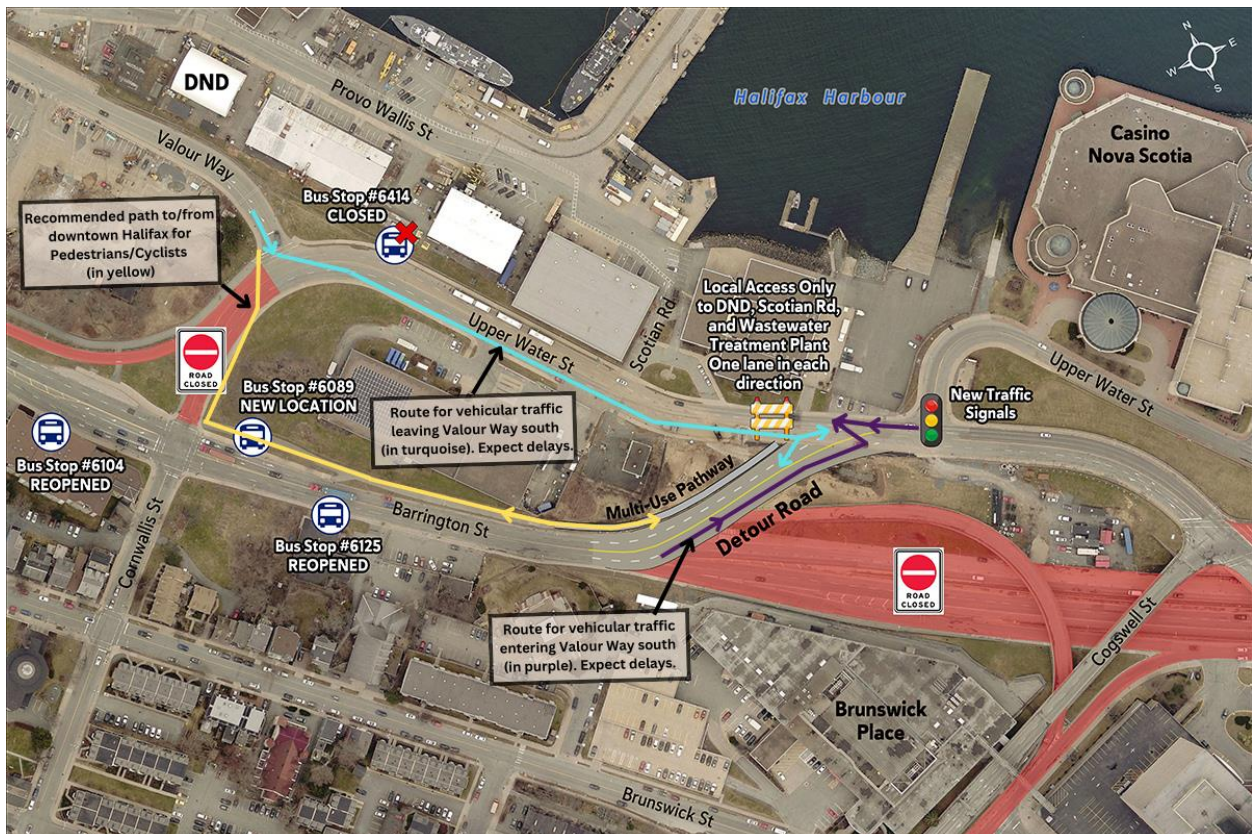 N
E
W
S
DND
Provo Wallis St
Halifax Harbour
Casino
Nova Scotia
Valour Way
Bus Stop #6414
CLOSED
Recommended path to/from
downtown Halifax for
Pedestrians/Cyclists
(in yellow)
Local Access Only
to DND, Scotian Rd,
and Wastewater
Treatment Plant
One lane in each
direction
Scotian Rd
Upper Water St
Upper Water St
ROAD
CLOSED
Bus Stop #6089
NEW LOCATION
New Traffic
Signals
Route for vehicular traffic
leaving Valour Way south
(in turquoise). Expect delays.
Bus Stop #6104
REOPENED
Multi-Use Pathway
Barrington St
Detour Road
Cornwallis St
Bus Stop #6125
REOPENED
ROAD
CLOSED
Cogswell St
Route for vehicular traffic
entering Valour Way south
(in purple). Expect delays.
Brunswick
Place
Brunswick St